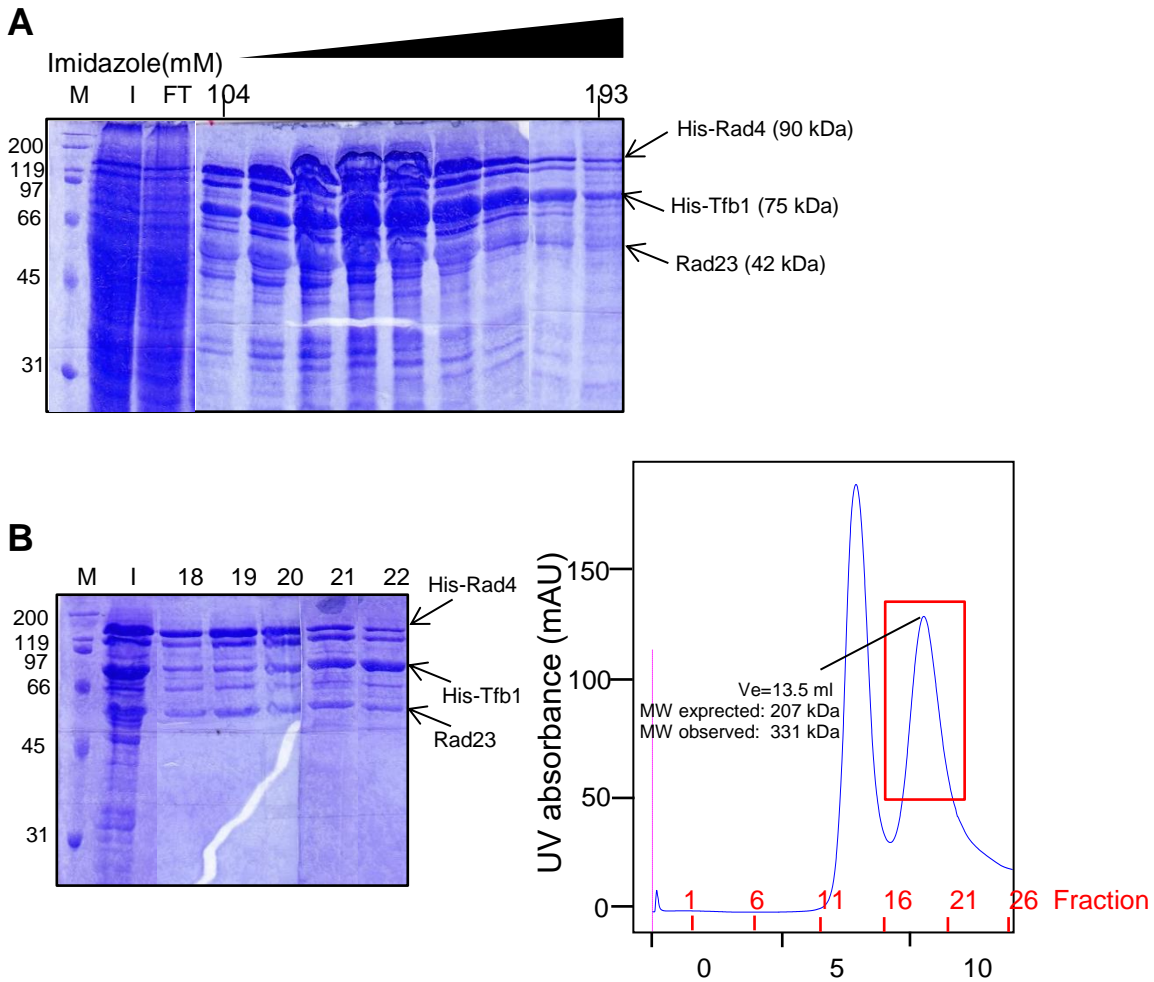 A
Imidazole(mM)
M I FT 104 193
200
119
97
66
45
31
His-Rad4 (90 kDa)
His-Tfb1 (75 kDa)
Rad23 (42 kDa)
B
M I 18 19 20 21 22
200
119
97
66
45
31
His-Rad4
His-Tfb1
Rad23
UV absorbance (mAU)
150
100
50
0
Ve=13.5 ml
MW exprected: 207 kDa
MW observed: 331 kDa
1 6 11 16 21 26 Fraction
0 5 10